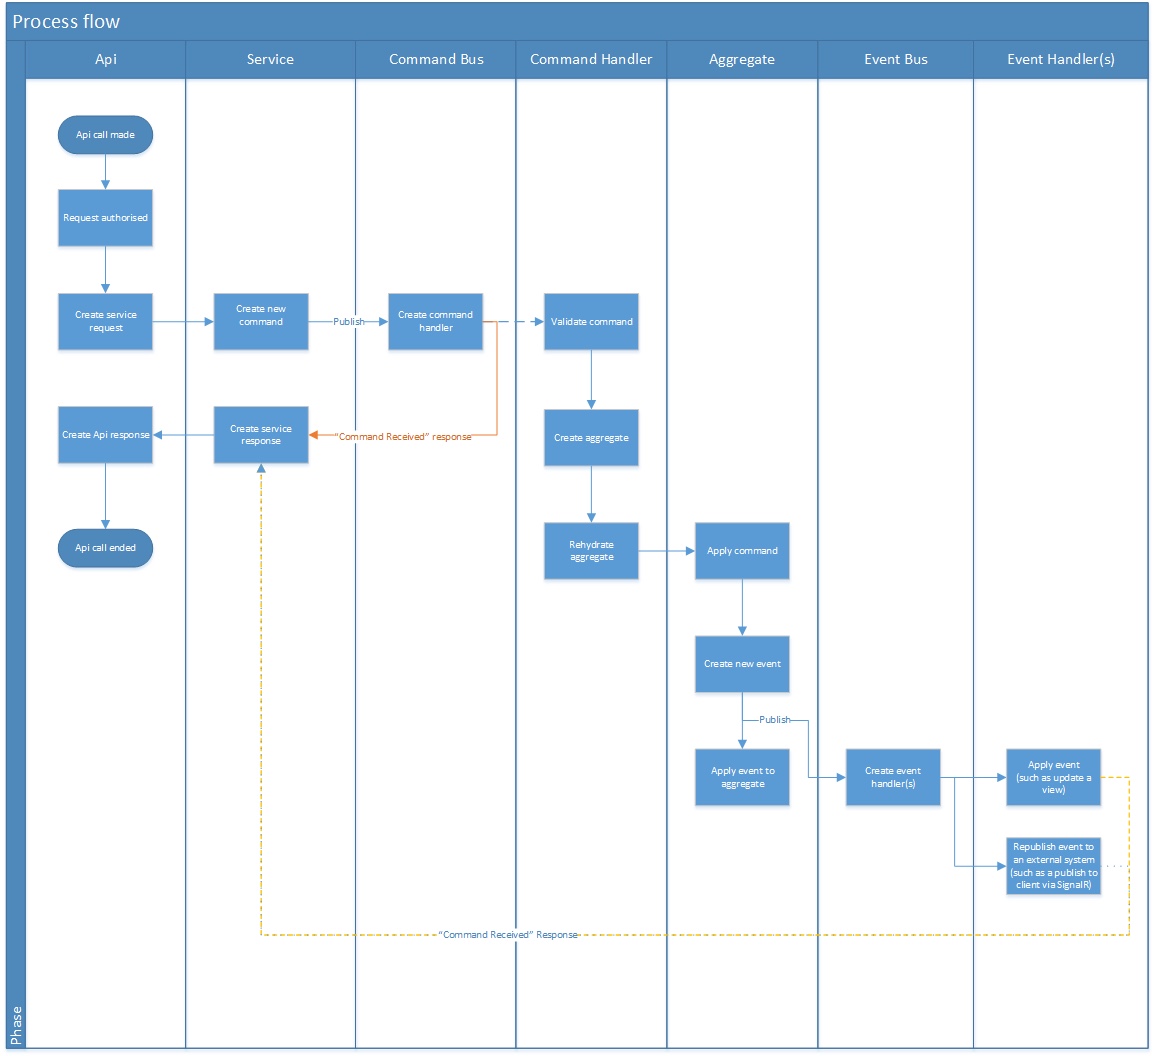 Process flow
Api
Service
Command Bus
Command Handler
Aggregate
Event Bus
Event Handler(s)
Api call made
Request authorised
Create service
request
Create new
command
Publish
Create command
handler
Validate command
Create Api response
Create service
response
"Command Received" response
Create aggregate
Api call ended
Rehydrate
aggregate
Apply command
Create new event
Publish
Apply event to
aggregate
Create event
handler(s)
Apply event
(such as update a
view)
Republish event to
an external system
(such as a publish to
client via SignalR)
"Command Received" Response
Phase